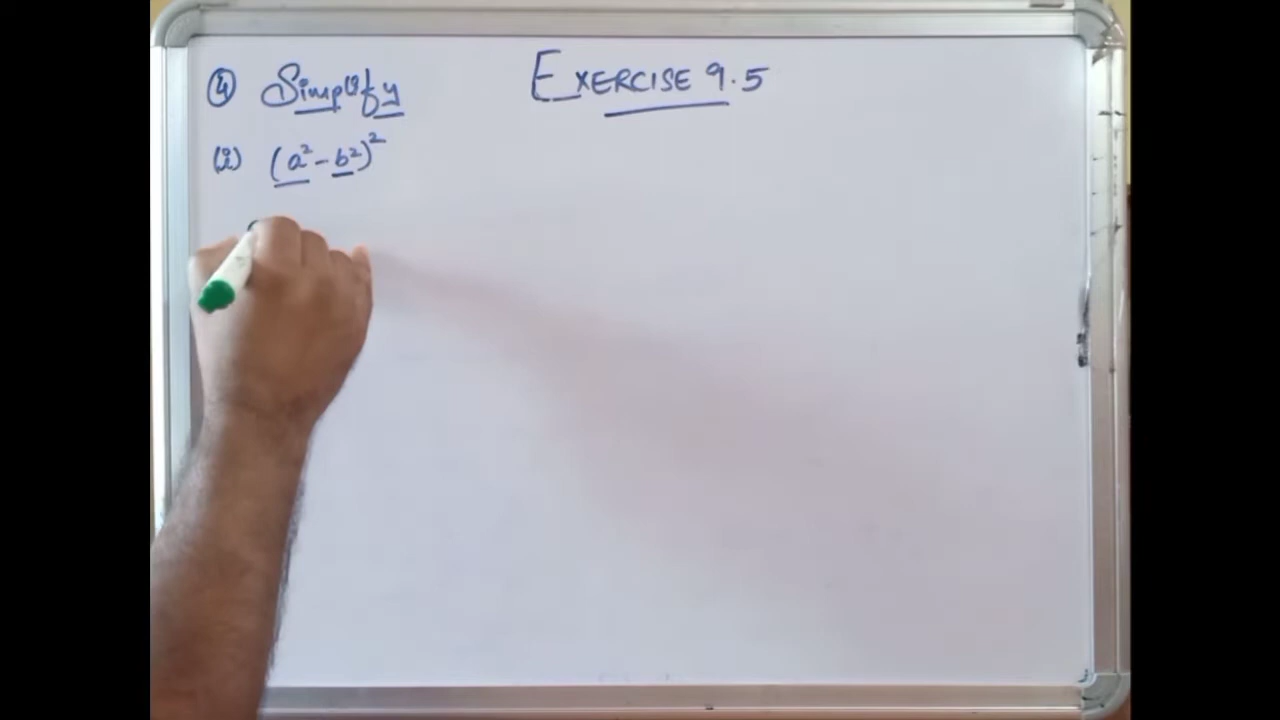 EXERCISE 9.5
④ Simplify
(i) (a² - b²)²